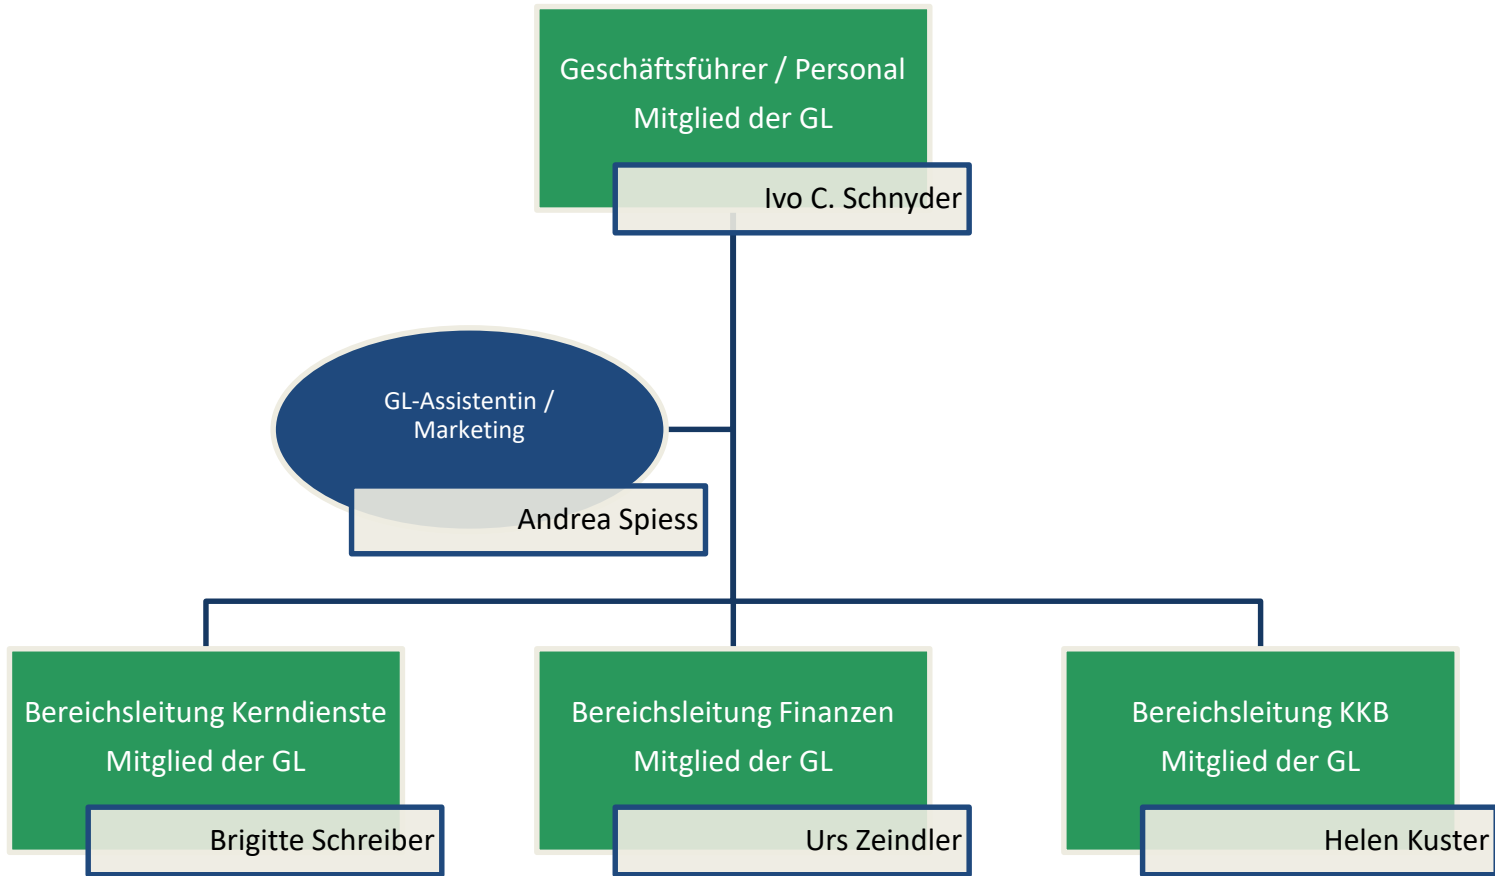 Geschäftsführer / Personal
Mitglied der GL
Ivo C. Schnyder
GL-Assistentin /
Marketing
Andrea Spiess
Bereichsleitung Kerndienste
Mitglied der GL
Brigitte Schreiber
Bereichsleitung Finanzen
Mitglied der GL
Urs Zeindler
Bereichsleitung KKB
Mitglied der GL
Helen Kuster